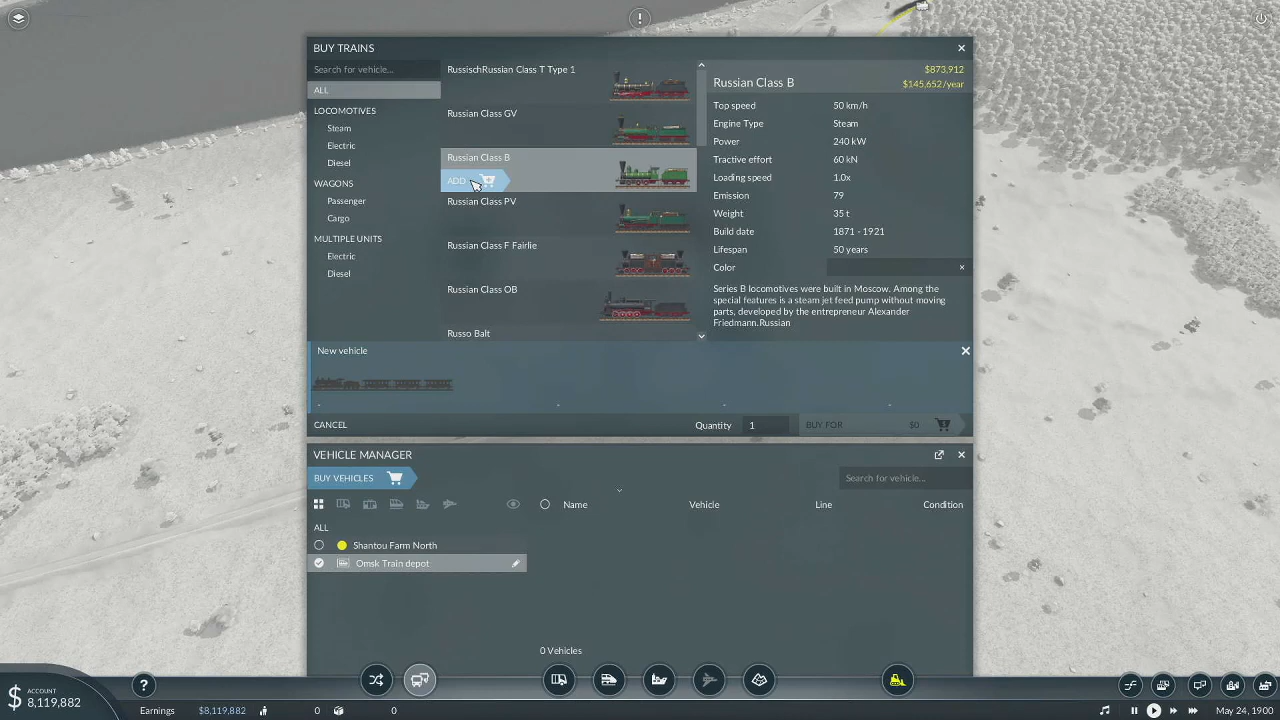 BUY TRAINS
Search for vehicle...
ALL
LOCOMOTIVES
Steam
Electric
Diesel
WAGONS
Passenger
Cargo
MULTIPLE UNITS
Electric
Diesel
RussischRussian Class T Type 1
Russian Class GV
Russian Class B
ADD
Russian Class PV
Russian Class F Fairlie
Russian Class OB
Russo Balt
$873,912
Russian Class B
$145,652/year
Top speed 50 km/h
Engine Type Steam
Power 240 kW
Tractive effort 60 kN
Loading speed 1.0x
Emission 79
Weight 35 t
Build date 1871 - 1921
Lifespan 50 years
Color
Series B locomotives were built in Moscow. Among the
special features is a steam jet feed pump without moving
parts, developed by the entrepreneur Alexander
Friedmann.Russian
New vehicle
- - - -
CANCEL Quantity 1 BUY FOR $0
VEHICLE MANAGER
BUY VEHICLES Search for vehicle...
Name Vehicle Line Condition
ALL
Shantou Farm North
Omsk Train depot
0 Vehicles
ACCOUNT
$ 8,119,882
?
Earnings $8,119,882 0 0 May 24, 1900